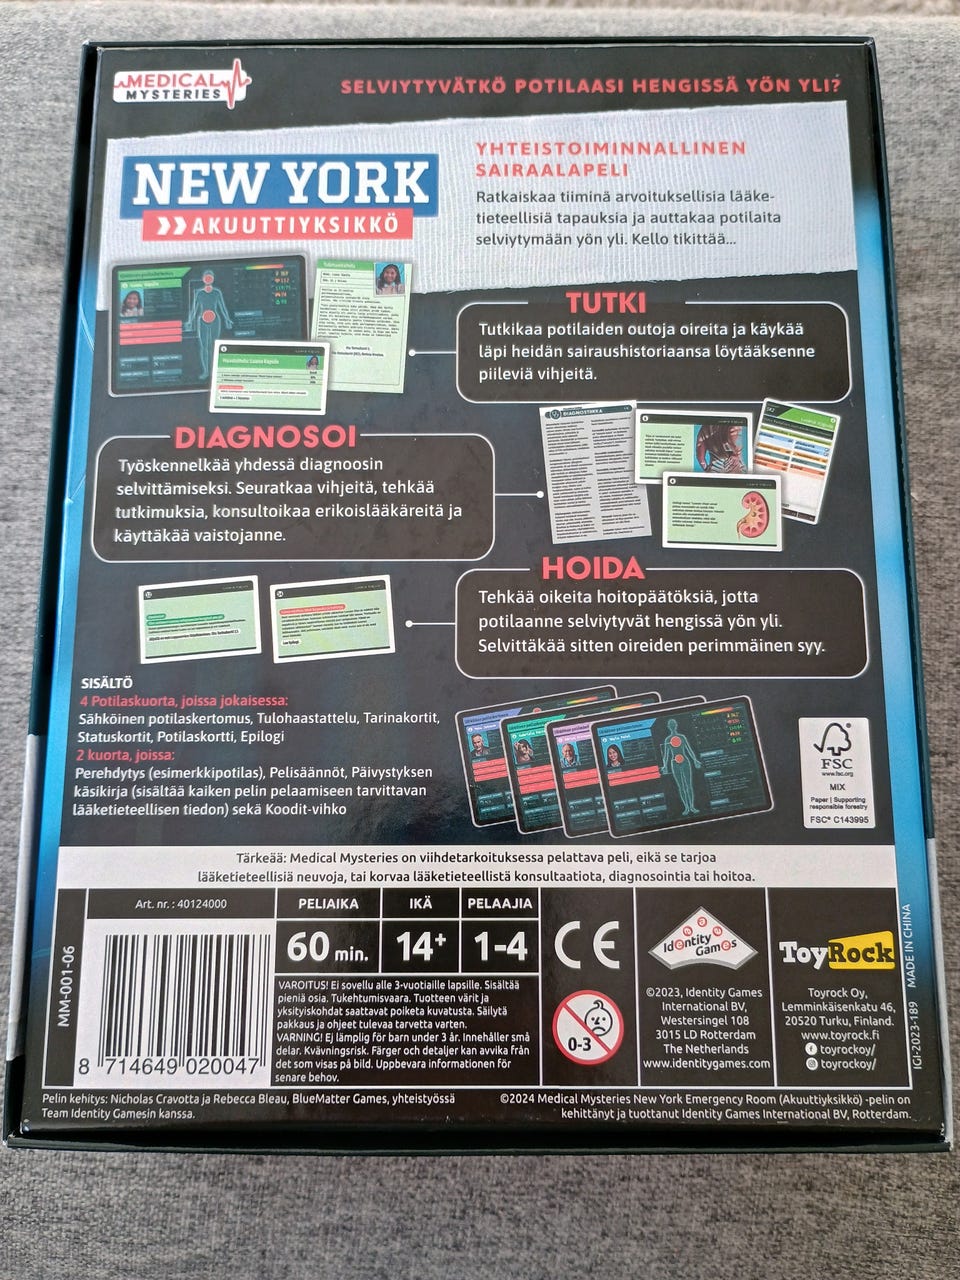 MEDICAL
MYSTERIES
SELVIYTYVÄTKÖ POTILAASI HENGISSÄ YÖN YLI?
NEW YORK
AKUUTTIYKSIKKÖ
YHTEISTOIMINNALLINEN
SAIRAALAPELI
Ratkaiskaa tiiminä arvoituksellisia lääke-
tieteellisiä tapauksia ja auttakaa potilaita
selviytymään yön yli. Kello tikittää...
TUTKI
Tutkikaa potilaiden outoja oireita ja käykää
läpi heidän sairaushistoriaansa löytääksenne
piileviä vihjeitä.
DIAGNOSTIIKKA
DIAGNOSOI
Työskennelkää yhdessä diagnoosin
selvittämiseksi. Seuratkaa vihjeitä, tehkää
tutkimuksia, konsultoikaa erikoislääkäreitä ja
käyttäkää vaistojanne.
HOIDA
Tehkää oikeita hoitopäätöksiä, jotta
potilaanne selviytyvät hengissä yön yli.
Selvittäkää sitten oireiden perimmäinen syy.
SISÄLTÖ
4 Potilaskuorta, joissa jokaisessa:
Sähköinen potilaskertomus, Tulohaastattelu, Tarinakortit,
Statuskortit, Potilaskortti, Epilogi
2 kuorta, joissa:
Perehdytys (esimerkkipotilas), Pelisäännöt, Päivystyksen
käsikirja (sisältää kaiken pelin pelaamiseen tarvittavan
lääketieteellisen tiedon) sekä Koodit-vihko
FSC
www.fsc.org
MIX
Paper | Supporting
responsible forestry
FSC® C143995
Tärkeää: Medical Mysteries on viihdetarkoituksessa pelattava peli, eikä se tarjoa
lääketieteellisiä neuvoja, tai korvaa lääketieteellistä konsultaatiota, diagnosointia tai hoitoa.
MM-001-06
Art. nr. : 40124000
8 714649 020047
PELIAIKA
60 min.
IKÄ
14+
PELAAJIA
1-4
VAROITUS! Ei sovellu alle 3-vuotiaille lapsille. Sisältää
pieniä osia. Tukehtumisvaara. Tuotteen värit ja
yksityiskohdat saattavat poiketa kuvatusta. Säilytä
pakkaus ja ohjeet tulevaa tarvetta varten.
VARNING! Ej lämplig för barn under 3 år. Innehåller små
delar. Kvävningsrisk. Färger och detaljer kan avvika från
det som visas på bild. Uppbevara informationen för
senare behov.
CE
0-3
Identity
Games
©2023, Identity Games
International BV,
Westersingel 108
3015 LD Rotterdam
The Netherlands
www.identitygames.com
ToyRock
Toyrock Oy,
Lemminkäisenkatu 46,
20520 Turku, Finland.
www.toyrock.fi
toyrockoy/
toyrockoy/
IGI-2023-189 MADE IN CHINA
Pelin kehitys: Nicholas Cravotta ja Rebecca Bleau, BlueMatter Games, yhteistyössä
Team Identity Gamesin kanssa.
©2024 Medical Mysteries New York Emergency Room (Akuuttiyksikkö) -pelin on
kehittänyt ja tuottanut Identity Games International BV, Rotterdam.